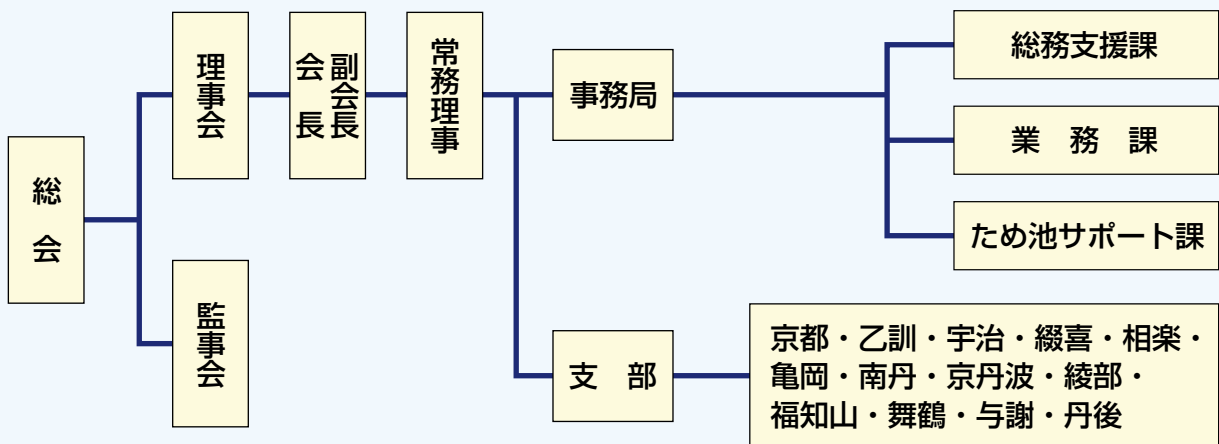 総会
理事会
監事会
副会長
会長
常務理事
事務局
支　部
総務支援課
業　務　課
ため池サポート課
京都・乙訓・宇治・綴喜・相楽・
亀岡・南丹・京丹波・綾部・
福知山・舞鶴・与謝・丹後